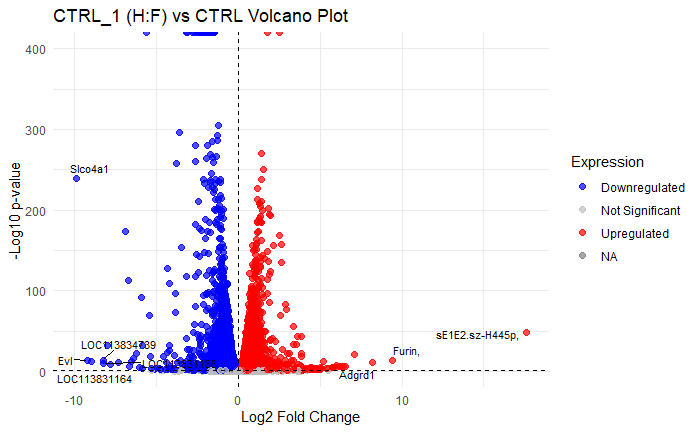 CTRL_1 (H:F) vs CTRL Volcano Plot
400
300
200
100
0
-10
0
10
-Log10 p-value
Log2 Fold Change
Slco4a1
LOC113834739
Evl
LOC113831164
sE1E2.sz-H445p,
Furin,
Adgrd1
Expression
Downregulated
Not Significant
Upregulated
NA